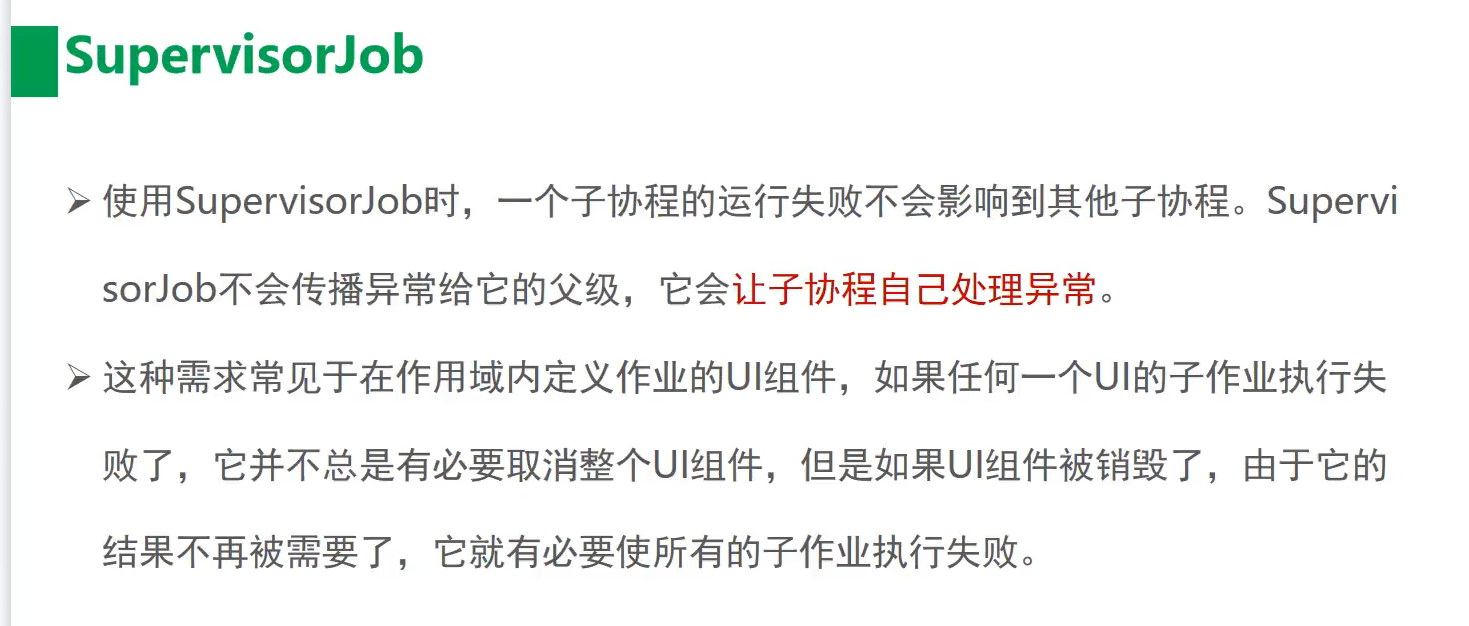 SupervisorJob
➢ 使用SupervisorJob时，一个子协程的运行失败不会影响到其他子协程。Supervi
sorJob不会传播异常给它的父级，它会让子协程自己处理异常。
➢ 这种需求常见于在作用域内定义作业的UI组件，如果任何一个UI的子作业执行失
败了，它并不总是有必要取消整个UI组件，但是如果UI组件被销毁了，由于它的
结果不再被需要了，它就有必要使所有的子作业执行失败。